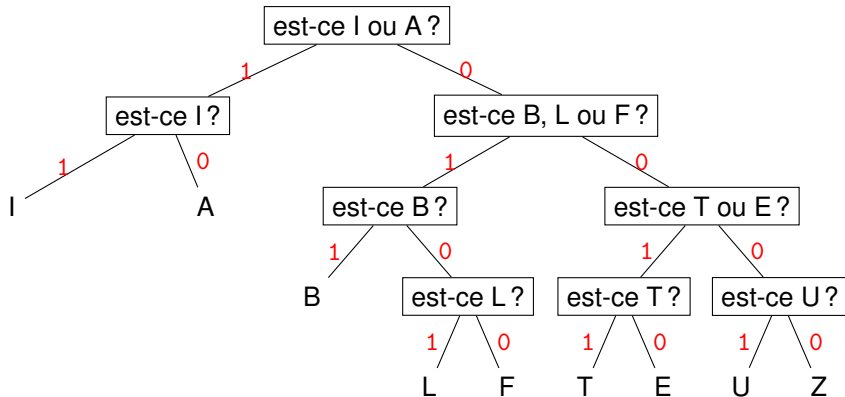 est-ce I ou A ?
1 0
est-ce I ? est-ce B, L ou F ?
1 0 1 0
I A est-ce B ? est-ce T ou E ?
1 0 1 0
B est-ce L ? est-ce T ? est-ce U ?
1 0 1 0 1 0
L F T E U Z